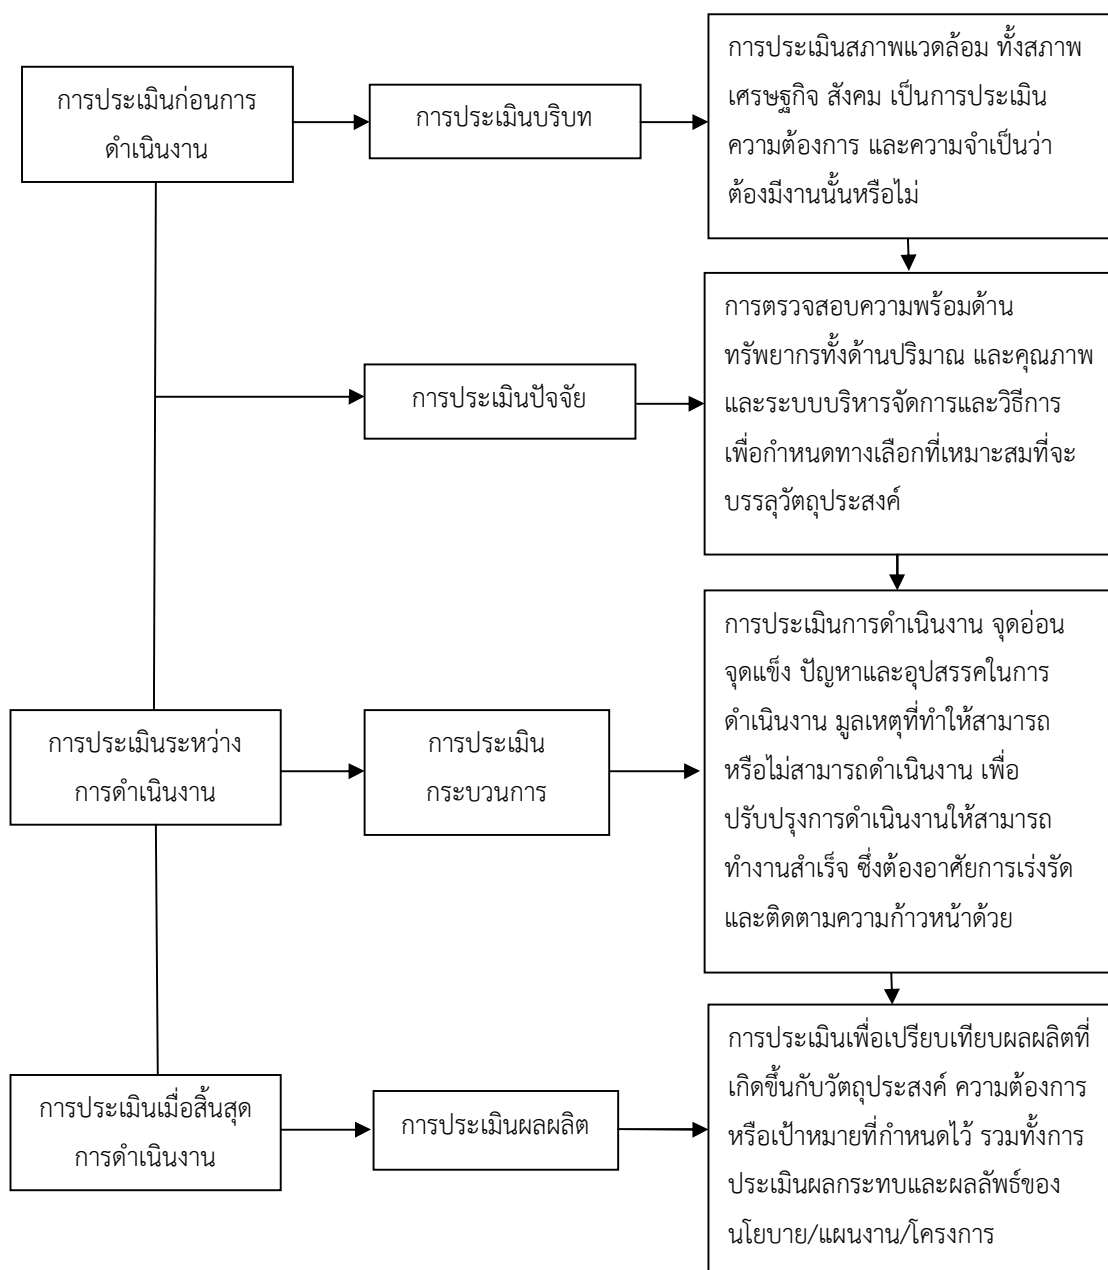 การประเมินก่อนการ
ดำเนินงาน
การประเมินบริบท
การประเมินสภาพแวดล้อม ทั้งสภาพ
เศรษฐกิจ สังคม เป็นการประเมิน
ความต้องการ และความจำเป็นว่า
ต้องมีงานนั้นหรือไม่
การประเมินปัจจัย
การตรวจสอบความพร้อมด้าน
ทรัพยากรทั้งด้านปริมาณ และคุณภาพ
และระบบบริหารจัดการและวิธีการ
เพื่อกำหนดทางเลือกที่เหมาะสมที่จะ
บรรลุวัตถุประสงค์
การประเมินระหว่าง
การดำเนินงาน
การประเมิน
กระบวนการ
การประเมินการดำเนินงาน จุดอ่อน
จุดแข็ง ปัญหาและอุปสรรคในการ
ดำเนินงาน มูลเหตุที่ทำให้สามารถ
หรือไม่สามารถดำเนินงาน เพื่อ
ปรับปรุงการดำเนินงานให้สามารถ
ทำงานสำเร็จ ซึ่งต้องอาศัยการเร่งรัด
และติดตามความก้าวหน้าด้วย
การประเมินเมื่อสิ้นสุด
การดำเนินงาน
การประเมินผลผลิต
การประเมินเพื่อเปรียบเทียบผลผลิตที่
เกิดขึ้นกับวัตถุประสงค์ ความต้องการ
หรือเป้าหมายที่กำหนดไว้ รวมทั้งการ
ประเมินผลกระทบและผลลัพธ์ของ
นโยบาย/แผนงาน/โครงการ